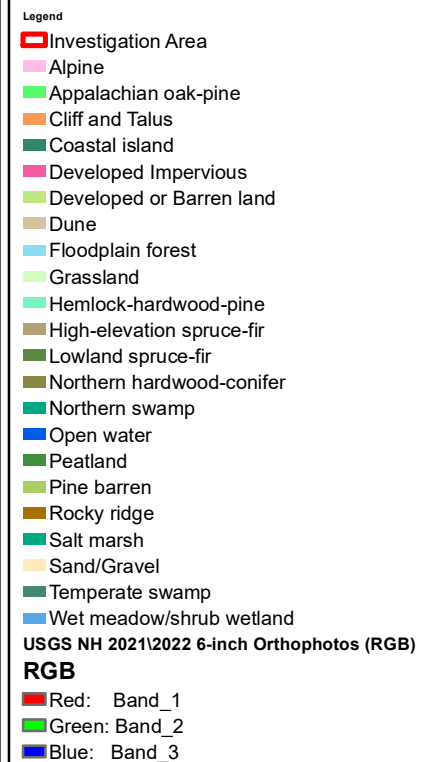 Legend
Investigation Area
Alpine
Appalachian oak-pine
Cliff and Talus
Coastal island
Developed Impervious
Developed or Barren land
Dune
Floodplain forest
Grassland
Hemlock-hardwood-pine
High-elevation spruce-fir
Lowland spruce-fir
Northern hardwood-conifer
Northern swamp
Open water
Peatland
Pine barren
Rocky ridge
Salt marsh
Sand/Gravel
Temperate swamp
Wet meadow/shrub wetland
USGS NH 2021\2022 6-inch Orthophotos (RGB)
RGB
Red: Band_1
Green: Band_2
Blue: Band_3